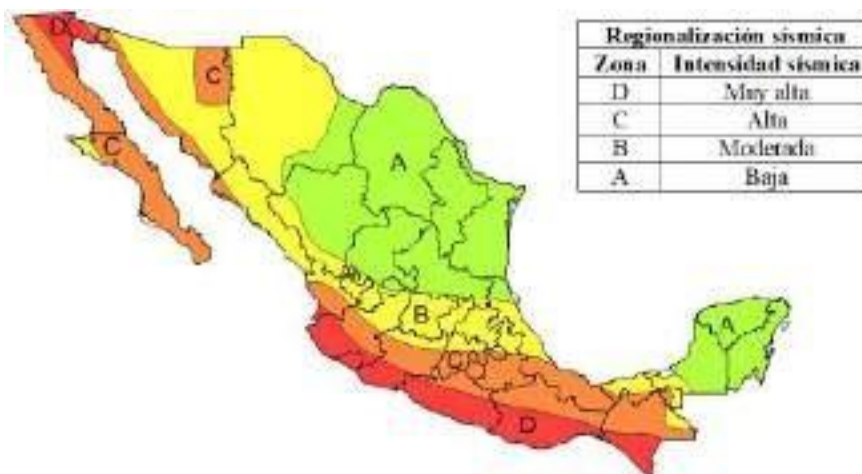 Regionalización sísmica
Zona Intensidad sísmica
D Muy alta
C Alta
B Moderada
A Baja
D
C
C
C
A
B
A
C
D